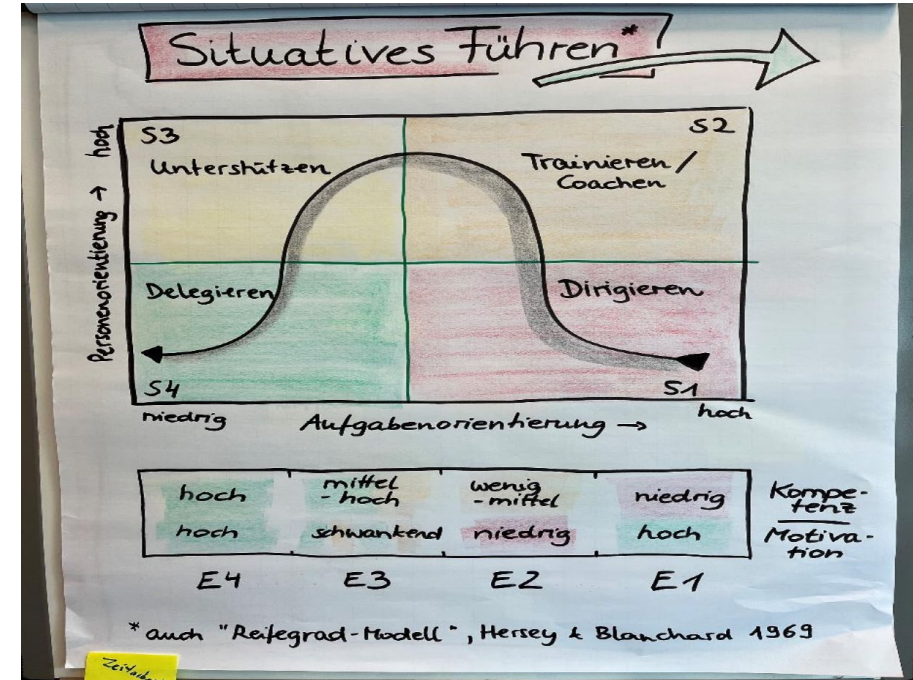 Situatives Führen*
S3
S2
Unterstützen
Trainieren /
Coachen
Personenorientierung → hoch
Delegieren
Dirigieren
S4
S1
niedrig
Aufgabenorientierung →
hoch
hoch
mittel
- hoch
wenig
- mittel
niedrig
Kompe-
tenz
hoch
schwankend
niedrig
hoch
Motiva-
tion
E4
E3
E2
E1
* auch "Reifegrad-Modell", Hersey & Blanchard 1969